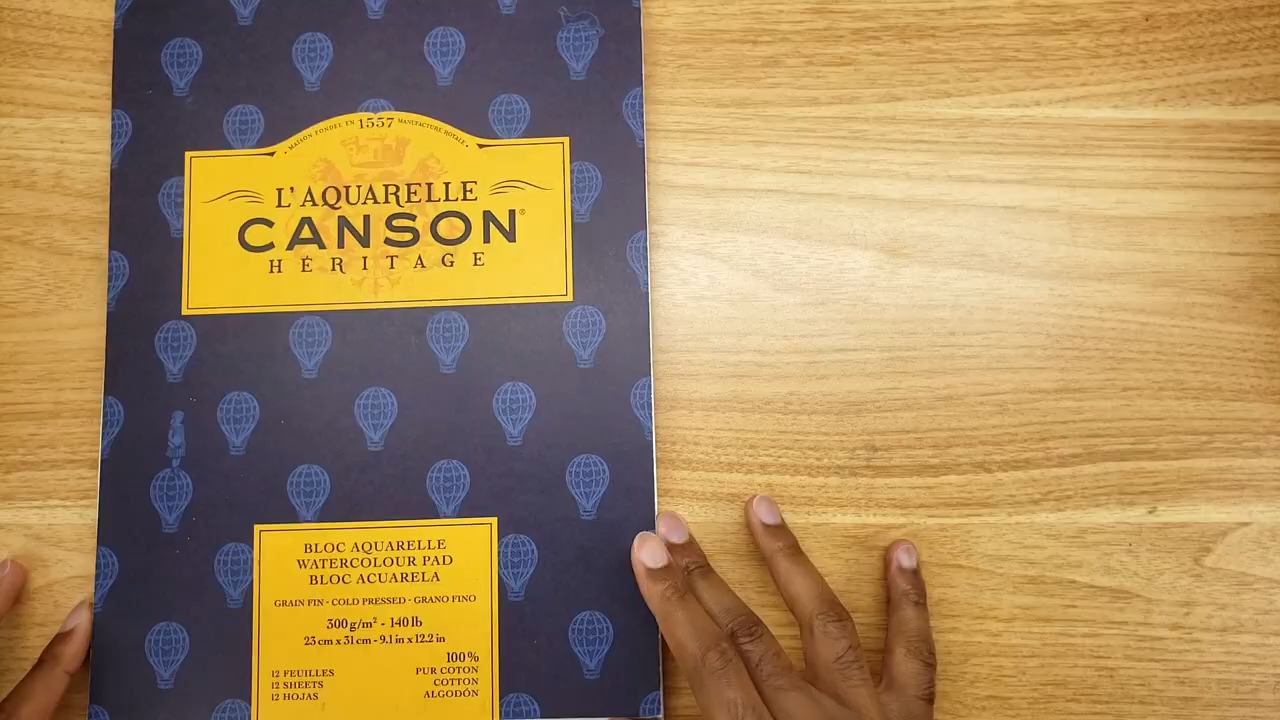 MAISON FONDÉE EN 1557 MANUFACTURE ROYALE
L'AQUARELLE
CANSON®
HÉRITAGE
BLOC AQUARELLE
WATERCOLOUR PAD
BLOC ACUARELA
GRAIN FIN - COLD PRESSED - GRANO FINO
300 g/m² - 140 lb
23 cm x 31 cm - 9.1 in x 12.2 in
100%
12 FEUILLES PUR COTON
12 SHEETS COTTON
12 HOJAS ALGODÓN